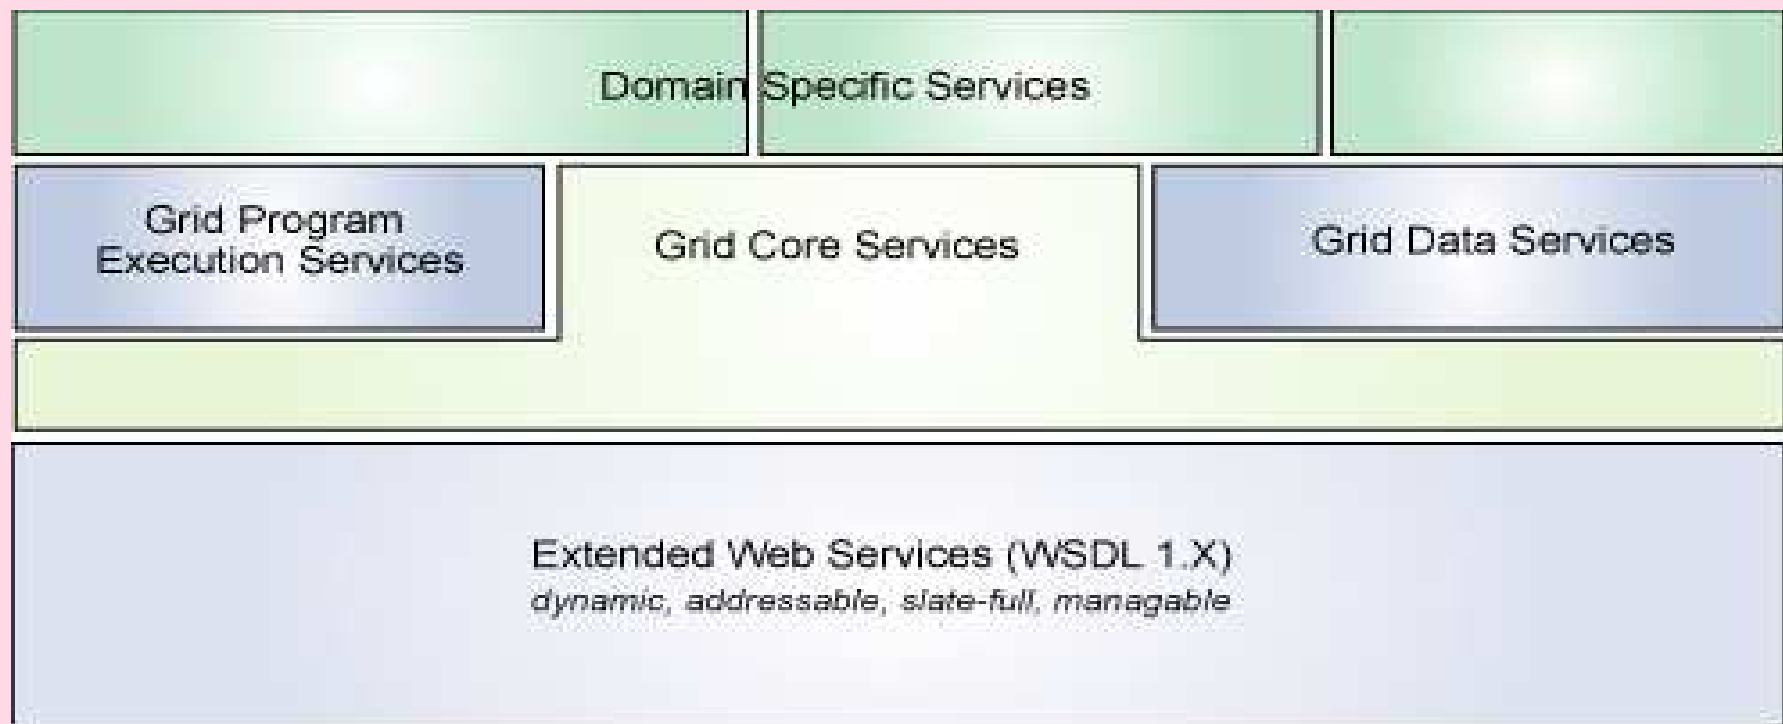 Domain Specific Services
Grid Program
Execution Services
Grid Core Services
Grid Data Services
Extended Web Services (WSDL 1.X)
dynamic, addressable, state-full, managable